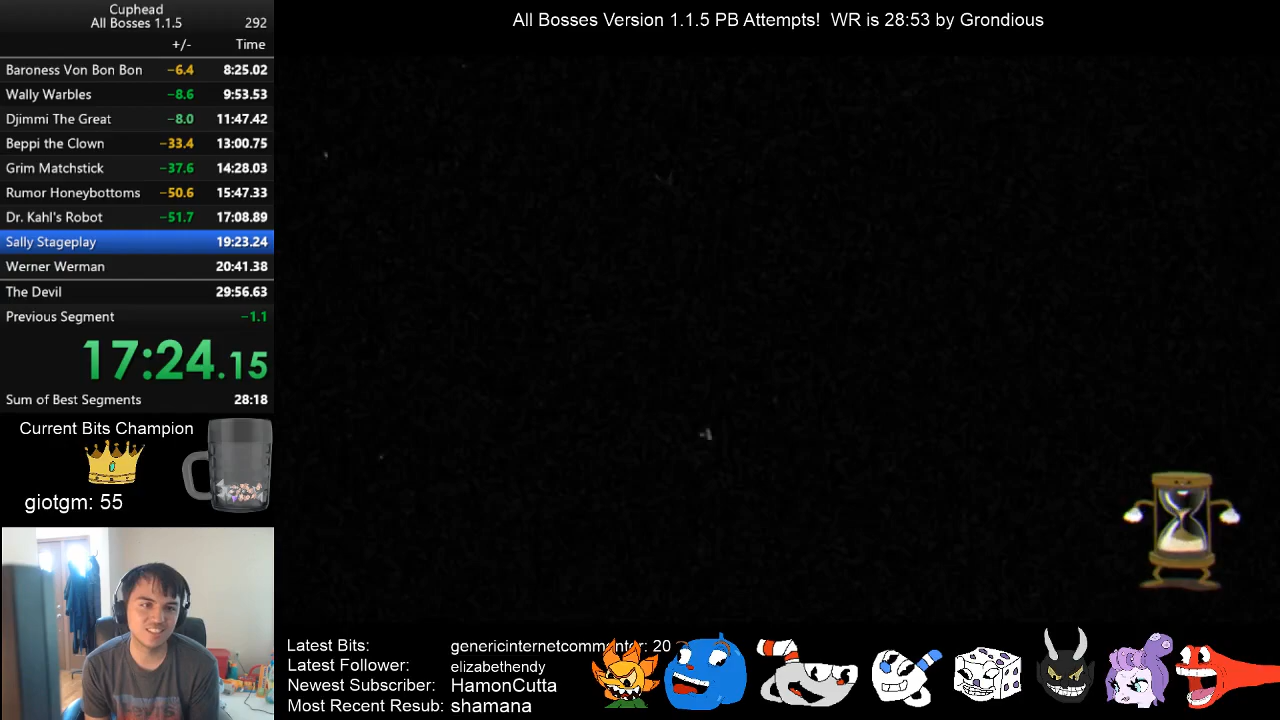 Cuphead
All Bosses 1.1.5 292
+/- Time
Baroness Von Bon Bon −6.4 8:25.02
Wally Warbles −8.6 9:53.53
Djimmi The Great −8.0 11:47.42
Beppi the Clown −33.4 13:00.75
Grim Matchstick −37.6 14:28.03
Rumor Honeybottoms −50.6 15:47.33
Dr. Kahl's Robot −51.7 17:08.89
Sally Stageplay 19:23.24
Werner Werman 20:41.38
The Devil 29:56.63
Previous Segment −1.1
17:24.15
Sum of Best Segments 28:18
Current Bits Champion
giotgm: 55
All Bosses Version 1.1.5 PB Attempts! WR is 28:53 by Grondious
Latest Bits: genericinternetcommenter: 20
Latest Follower: elizabethendy
Newest Subscriber: HamonCutta
Most Recent Resub: shamana